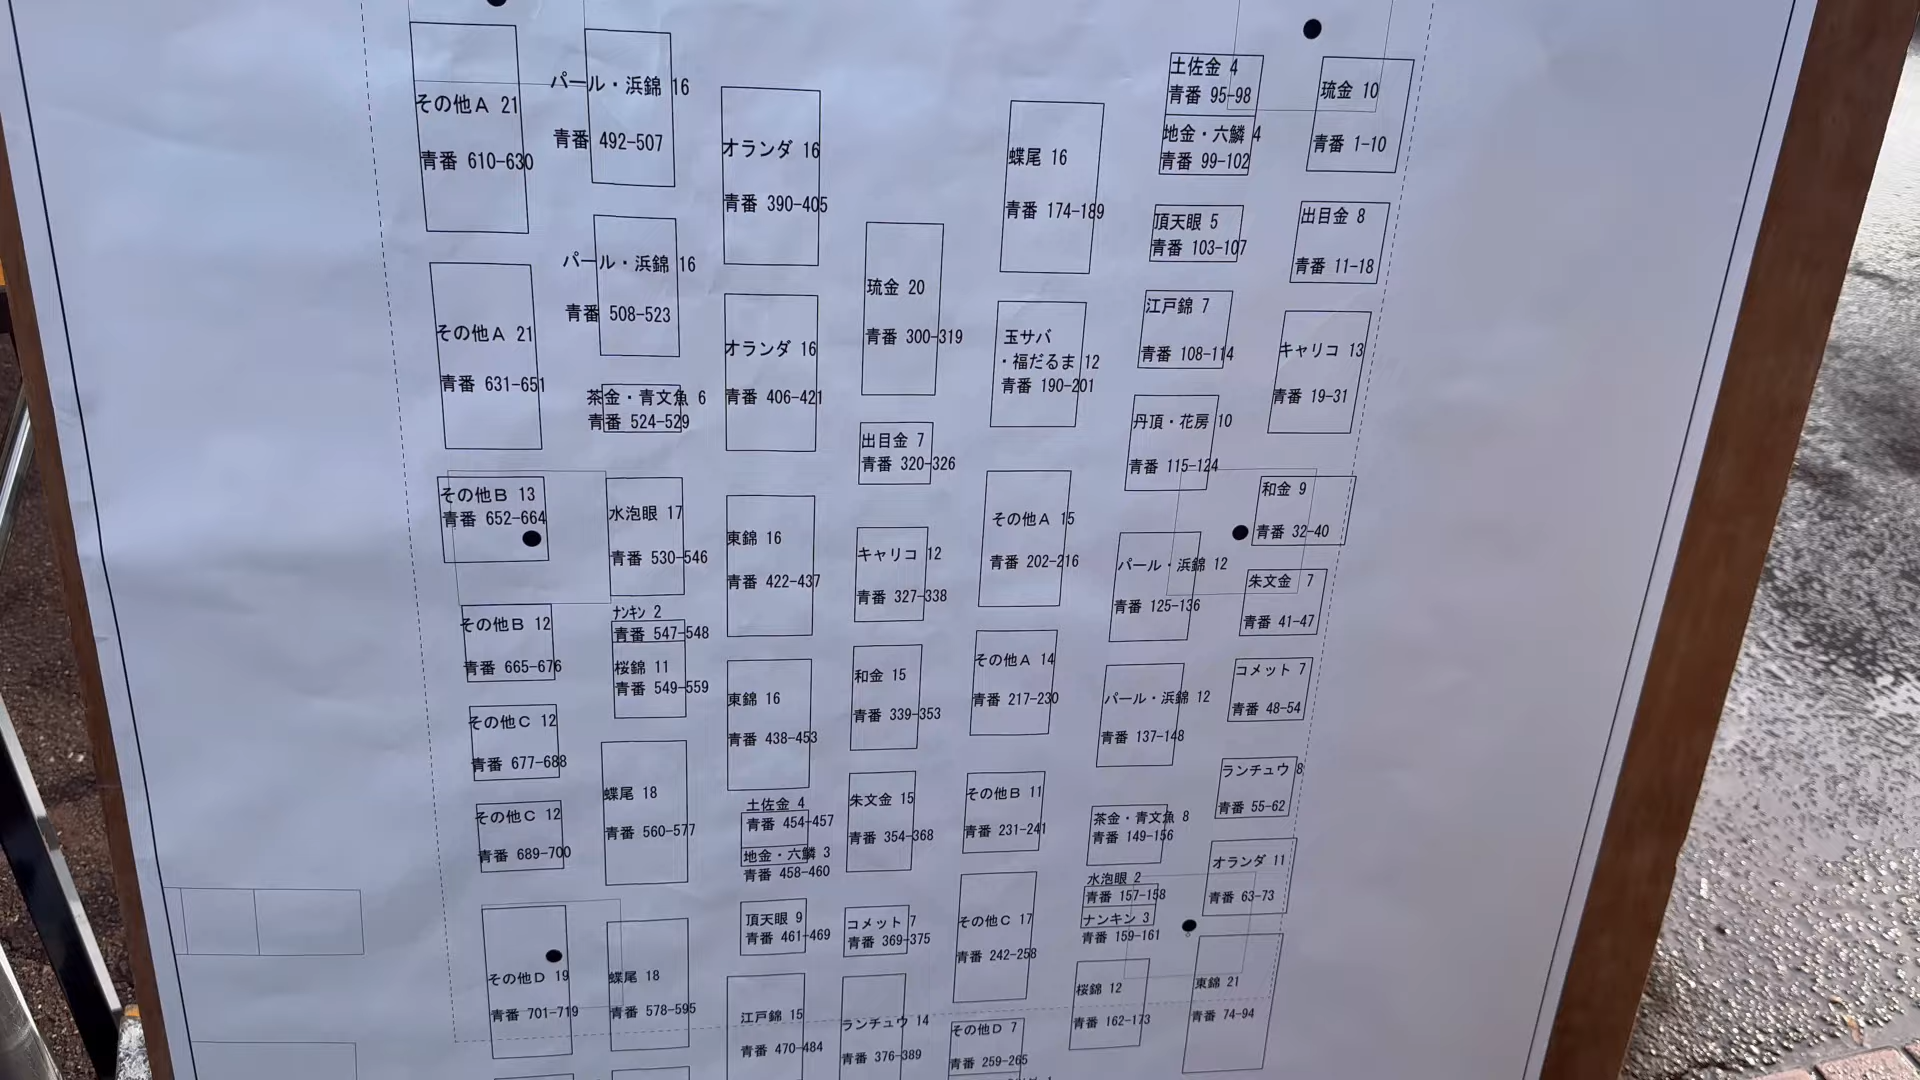 その他A 21
青番 610-630
その他A 21
青番 631-651
その他B 13
青番 652-664
その他B 12
青番 665-676
その他C 12
青番 677-688
その他C 12
青番 689-700
その他D 19
青番 701-719
パール・浜錦 16
青番 492-507
パール・浜錦 16
青番 508-523
茶金・青文魚 6
青番 524-529
水泡眼 17
青番 530-546
ナンキン 2
青番 547-548
桜錦 11
青番 549-559
蝶尾 18
青番 560-577
蝶尾 18
青番 578-595
オランダ 16
青番 390-405
オランダ 16
青番 406-421
東錦 16
青番 422-437
東錦 16
青番 438-453
土佐金 4
青番 454-457
地金・六鱗 3
青番 458-460
頂天眼 9
青番 461-469
江戸錦 15
青番 470-484
琉金 20
青番 300-319
出目金 7
青番 320-326
キャリコ 12
青番 327-338
和金 15
青番 339-353
朱文金 15
青番 354-368
コメット 7
青番 369-375
ランチュウ 14
青番 376-389
蝶尾 16
青番 174-189
玉サバ
・福だるま 12
青番 190-201
その他A 15
青番 202-216
その他A 14
青番 217-230
その他B 11
青番 231-241
その他C 17
青番 242-258
その他D 7
青番 259-265
土佐金 4
青番 95-98
地金・六鱗 4
青番 99-102
頂天眼 5
青番 103-107
江戸錦 7
青番 108-114
丹頂・花房 10
青番 115-124
パール・浜錦 12
青番 125-136
パール・浜錦 12
青番 137-148
茶金・青文魚 8
青番 149-156
水泡眼 2
青番 157-158
ナンキン 3
青番 159-161
桜錦 12
青番 162-173
琉金 10
青番 1-10
出目金 8
青番 11-18
キャリコ 13
青番 19-31
和金 9
青番 32-40
朱文金 7
青番 41-47
コメット 7
青番 48-54
ランチュウ 8
青番 55-62
オランダ 11
青番 63-73
東錦 21
青番 74-94